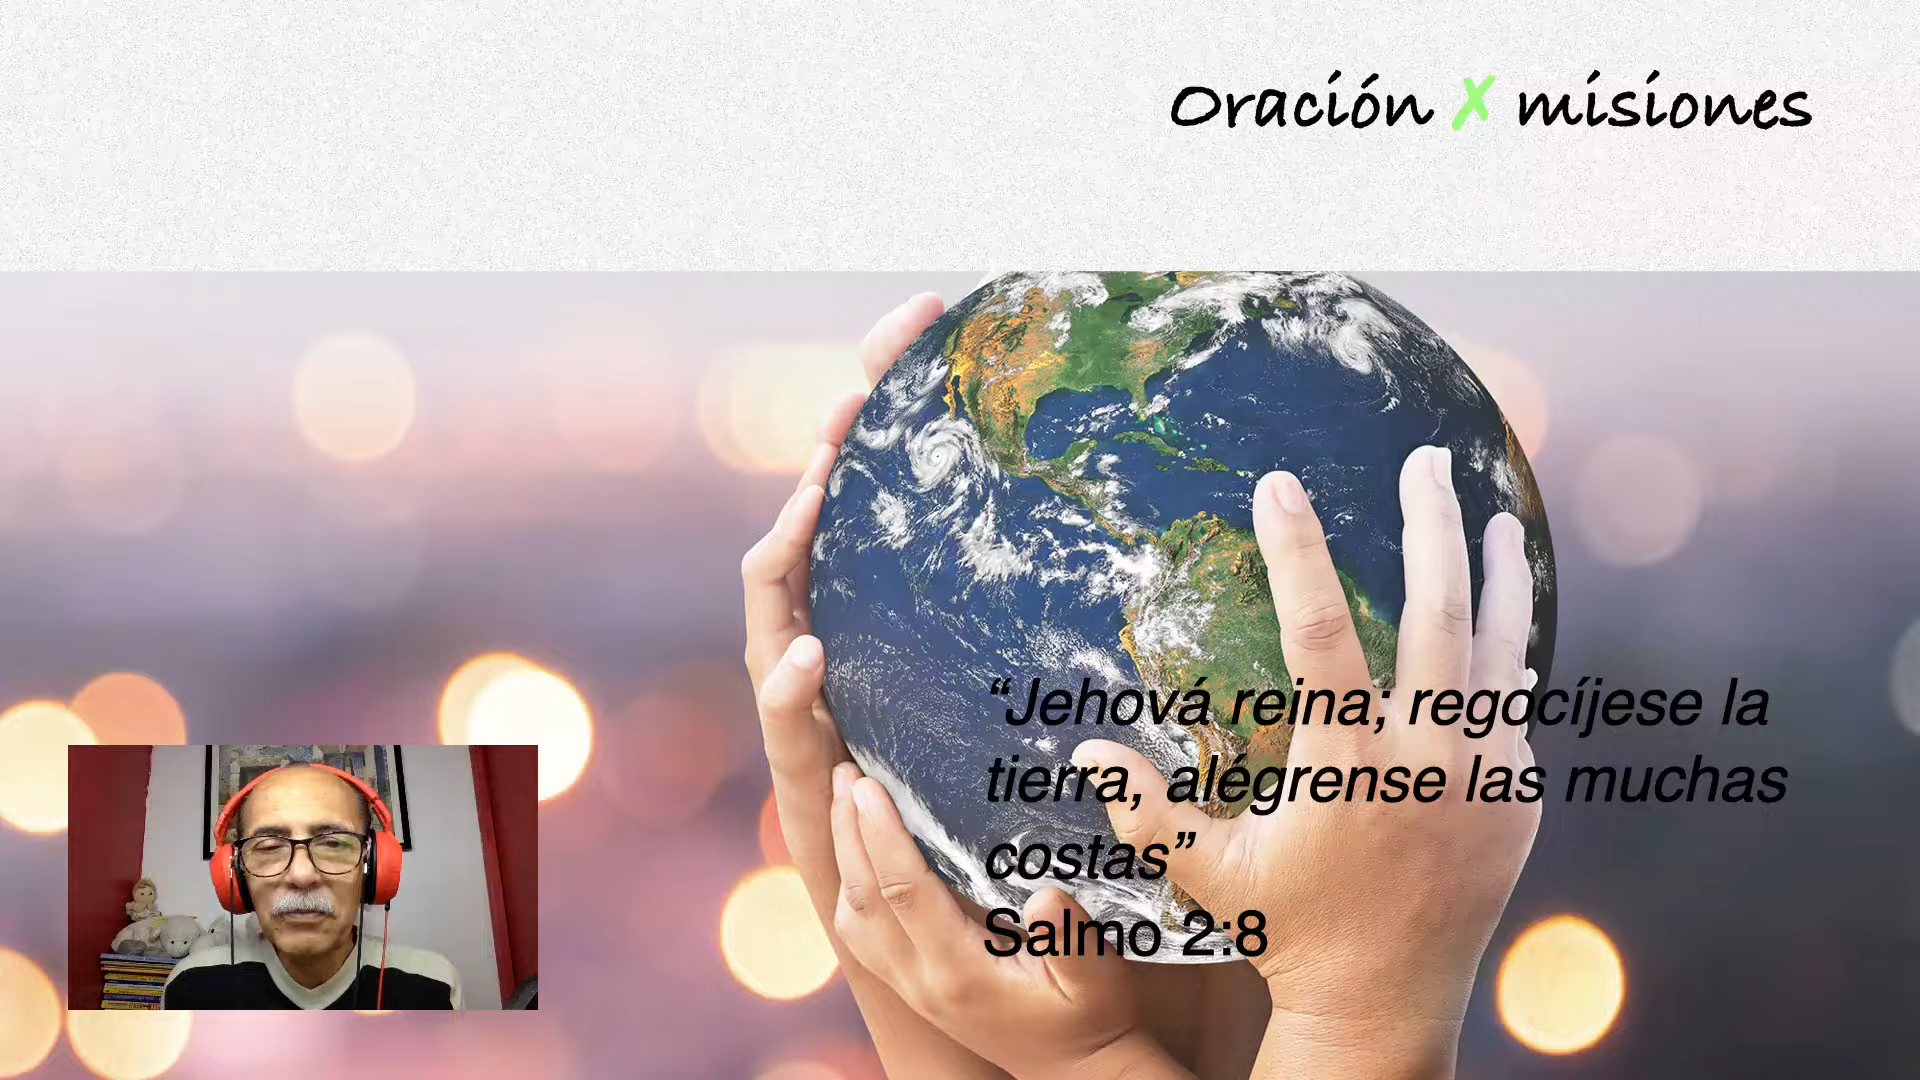 Oración X misiones
“Jehová reina; regocíjese la
tierra, alégrense las muchas
costas”
Salmo 2:8